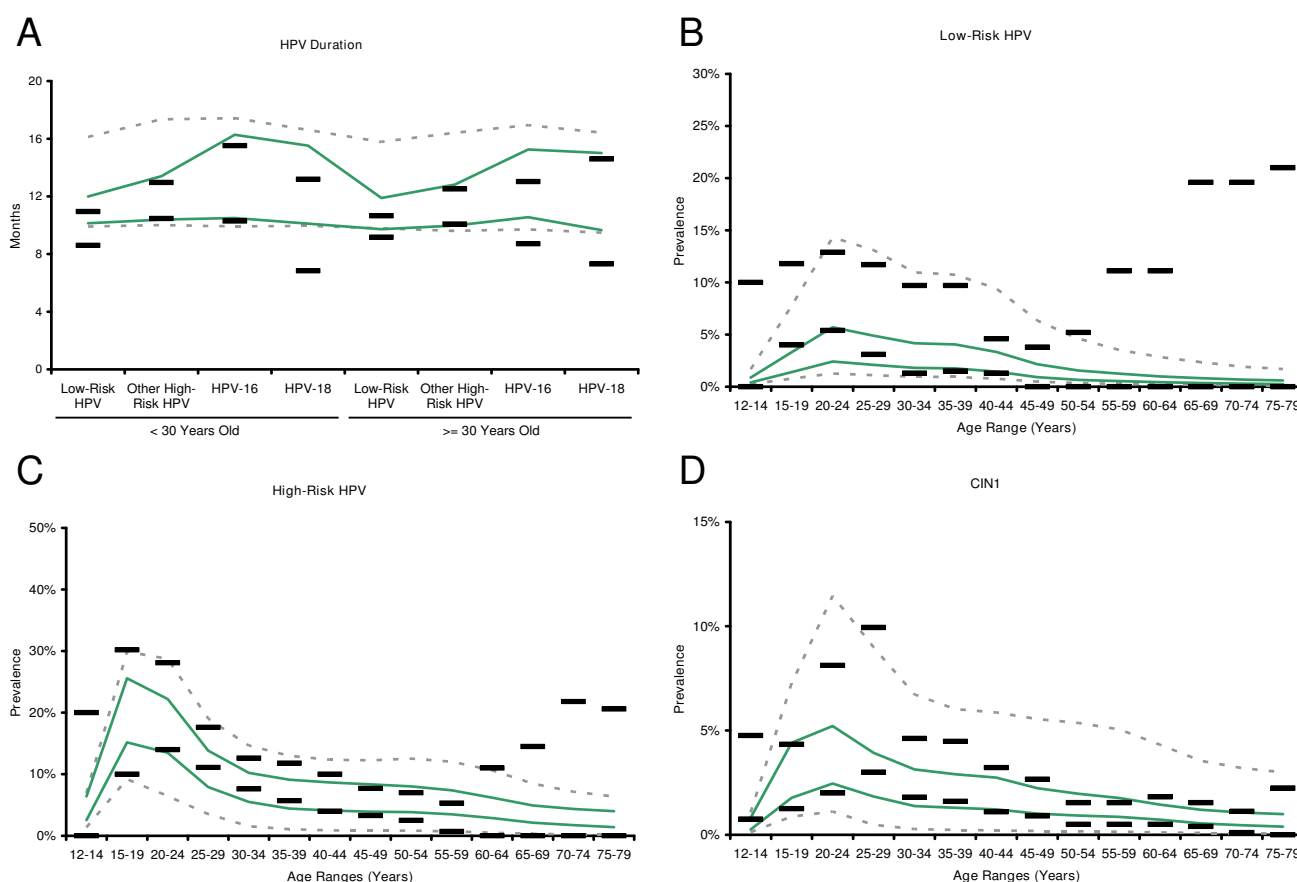 A
HPV Duration
20
16
12
8
4
0
Months
Low-Risk HPV
Other High-Risk HPV
HPV-16
HPV-18
Low-Risk HPV
Other High-Risk HPV
HPV-16
HPV-18
< 30 Years Old
>= 30 Years Old
B
Low-Risk HPV
30%
25%
20%
15%
10%
5%
0%
Prevalence
12-14 15-19 20-24 25-29 30-34 35-39 40-44 45-49 50-54 55-59 60-64 65-69 70-74 75-79
Age Range (Years)
C
High-Risk HPV
50%
40%
30%
20%
10%
0%
Prevalence
12-14 15-19 20-24 25-29 30-34 35-39 40-44 45-49 50-54 55-59 60-64 65-69 70-74 75-79
Age Ranges (Years)
D
CIN1
15%
10%
5%
0%
Prevalence
12-14 15-19 20-24 25-29 30-34 35-39 40-44 45-49 50-54 55-59 60-64 65-69 70-74 75-79
Age Range (Years)